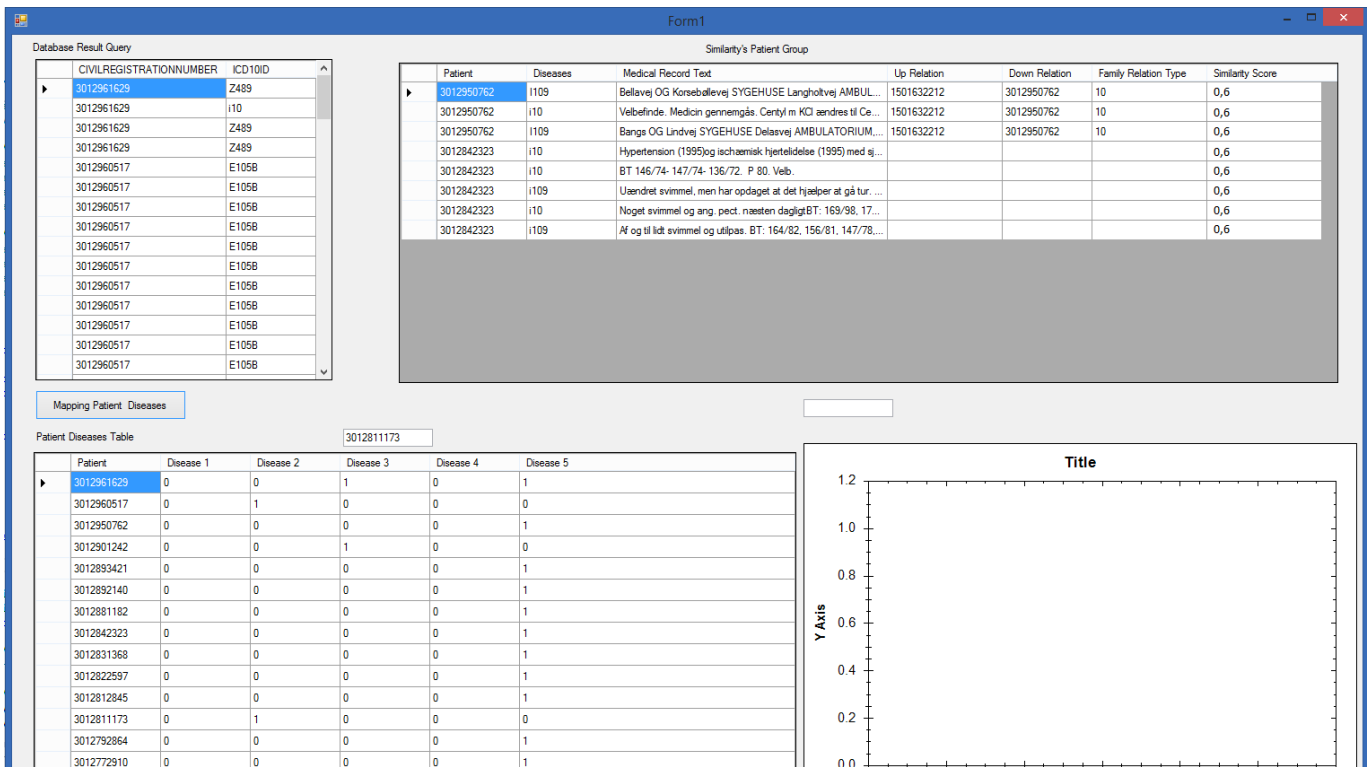 Form1
Database Result Query
CIVILREGISTRATIONNUMBER ICD10ID
3012961629 Z489
3012961629 i10
3012961629 Z489
3012961629 Z489
3012960517 E105B
3012960517 E105B
3012960517 E105B
3012960517 E105B
3012960517 E105B
3012960517 E105B
3012960517 E105B
3012960517 E105B
3012960517 E105B
3012960517 E105B
3012960517 E105B
Similarity's Patient Group
Patient Diseases Medical Record Text Up Relation Down Relation Family Relation Type Similarity Score
3012950762 I109 Bellavej OG Korsebøllevej SYGEHUSE Langholtvej AMBUL... 1501632212 3012950762 10 0,6
3012950762 i10 Velbefinde. Medicin gennemgås. Centyl m KCl ændres til Ce... 1501632212 3012950762 10 0,6
3012950762 I109 Bangs OG Lindvej SYGEHUSE Delasvej AMBULATORIUM,... 1501632212 3012950762 10 0,6
3012842323 i10 Hypertension (1995)og ischæmisk hjertelidelse (1995) med sj... 0,6
3012842323 i10 BT 146/74- 147/74- 136/72. P 80. Velb. 0,6
3012842323 i109 Uændret svimmel, men har opdaget at det hjælper at gå tur. ... 0,6
3012842323 i10 Noget svimmel og ang. pect. næsten dagligtBT: 169/98, 17... 0,6
3012842323 i109 Af og til lidt svimmel og utilpas. BT: 164/82, 156/81, 147/78,... 0,6
Mapping Patient Diseases
Patient Diseases Table 3012811173
Patient Disease 1 Disease 2 Disease 3 Disease 4 Disease 5
3012961629 0 0 1 0 1
3012960517 0 1 0 0 0
3012950762 0 0 0 0 1
3012901242 0 0 1 0 0
3012893421 0 0 0 0 1
3012892140 0 0 0 0 1
3012881182 0 0 0 0 1
3012842323 0 0 0 0 1
3012831368 0 0 0 0 1
3012822597 0 0 0 0 1
3012812845 0 0 0 0 1
3012811173 0 1 0 0 0
3012792864 0 0 0 0 1
3012772910 0 0 0 0 1
Title
1.2
1.0
0.8
0.6
0.4
0.2
0.0
Y Axis